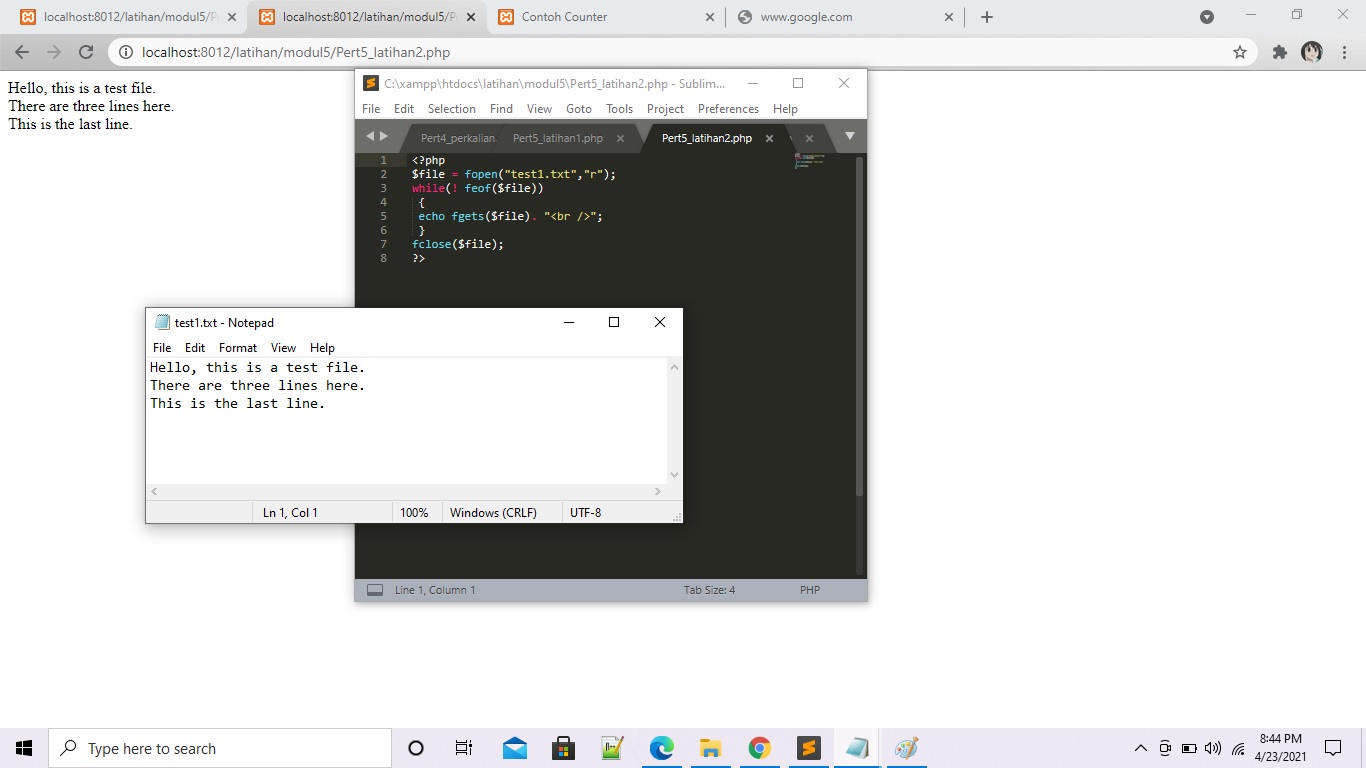 localhost:8012/latihan/modul5/P
localhost:8012/latihan/modul5/P
Contoh Counter
www.google.com
localhost:8012/latihan/modul5/Pert5_latihan2.php
Hello, this is a test file.
There are three lines here.
This is the last line.
C:\xampp\htdocs\latihan\modul5\Pert5_latihan2.php - Sublim...
File Edit Selection Find View Goto Tools Project Preferences Help
Pert4_perkalian Pert5_latihan1.php Pert5_latihan2.php
1 <?php
2 $file = fopen("test1.txt","r");
3 while(! feof($file))
4 {
5 echo fgets($file). "<br />";
6 }
7 fclose($file);
8 ?>
test1.txt - Notepad
File Edit Format View Help
Hello, this is a test file.
There are three lines here.
This is the last line.
Ln 1, Col 1 100% Windows (CRLF) UTF-8
Line 1, Column 1 Tab Size: 4 PHP
Type here to search
8:44 PM
4/23/2021